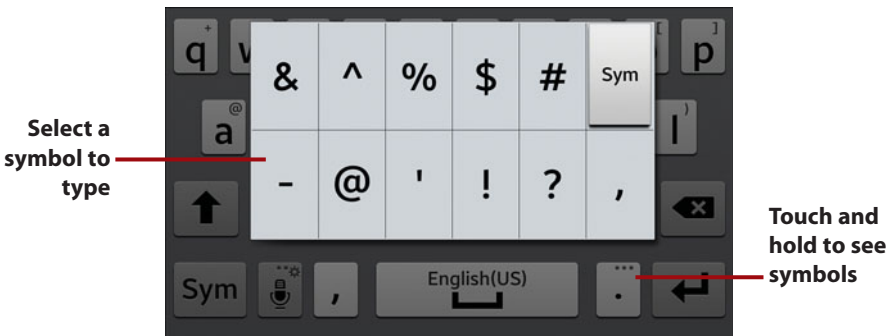 +
q
w
[
]
p
& ^ % $ # Sym
@
a
)
l
Select a
symbol to
type
- @ ' ! ? ,
Touch and
hold to see
symbols
Sym , English(US) .